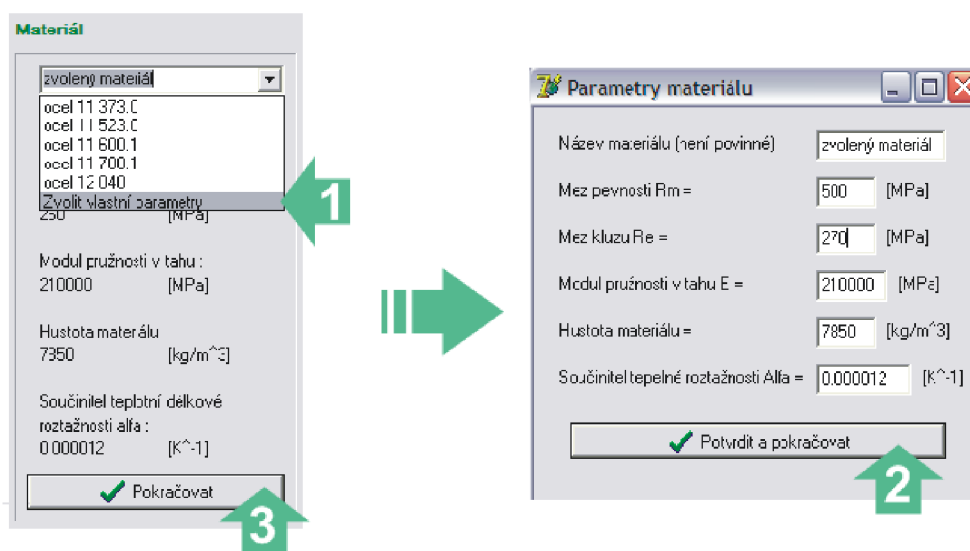 Materiál
zvolený materiál
ocel 11 373.0
ocel 11 523.0
ocel 11 600.1
ocel 11 700.1
ocel 12 040
Zvolit vlastní parametry
250 [MPa]
Modul pružnosti v tahu :
210000 [MPa]
Hustota materálu
7850 [kg/m^3]
Součinitel teplotní délkové
roztažnosti alfa :
0.000012 [K^-1]
Pokračovat
1
3
Parametry materiálu
Název materiálu (není povinné) zvolený materiál
Mez pevnosti Rm = 500 [MPa]
Mez kluzu Re = 270 [MPa]
Modul pružnosti v tahu E = 210000 [MPa]
Hustota materiálu = 7850 [kg/m^3]
Součinitel tepelné roztažnosti Alfa = 0.000012 [K^-1]
Potvrdit a pokračovat
2